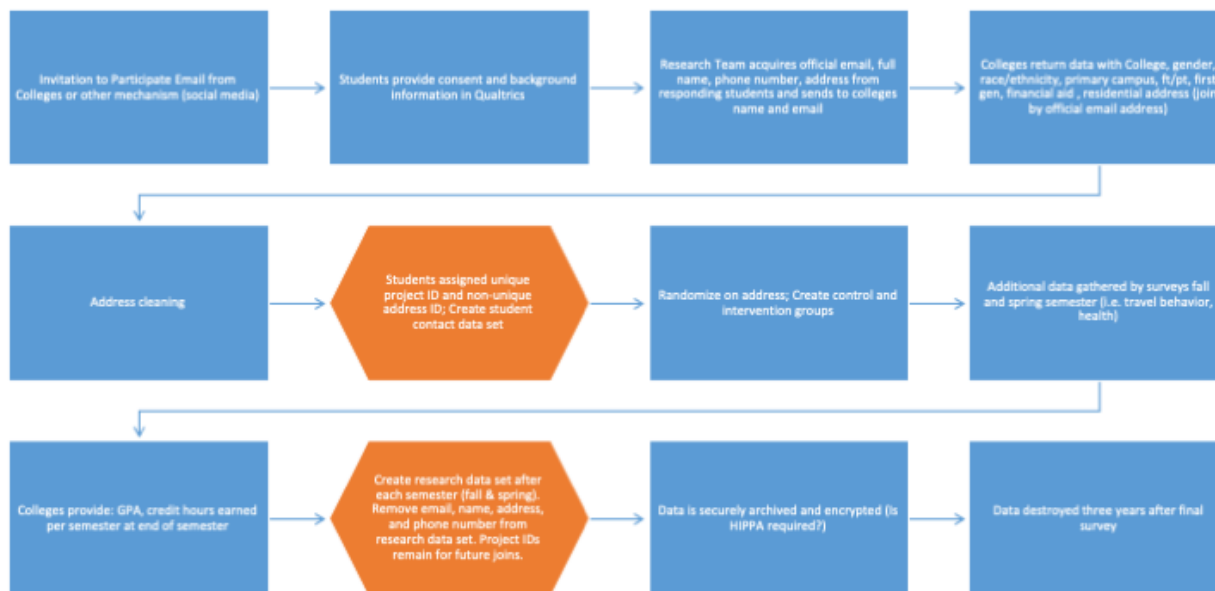 Invitation to Participate Email from
Colleges or other mechanism (social media)
Students provide consent and background
information in Qualtrics
Research Team acquires official email, full
name, phone number, address from
responding students and sends to colleges
name and email
Colleges return data with College, gender,
race/ethnicity, primary campus, ft/pt, first
gen, financial aid , residential address (join
by official email address)
Address cleaning
Students assigned unique
project ID and non-unique
address ID; Create student
contact data set
Randomize on address; Create control and
intervention groups
Additional data gathered by surveys fall
and spring semester (i.e. travel behavior,
health)
Colleges provide: GPA, credit hours earned
per semester at end of semester
Create research data set after
each semester (fall & spring).
Remove email, name, address,
and phone number from
research data set. Project IDs
remain for future joins.
Data is securely archived and encrypted (Is
HIPPA required?)
Data destroyed three years after final
survey